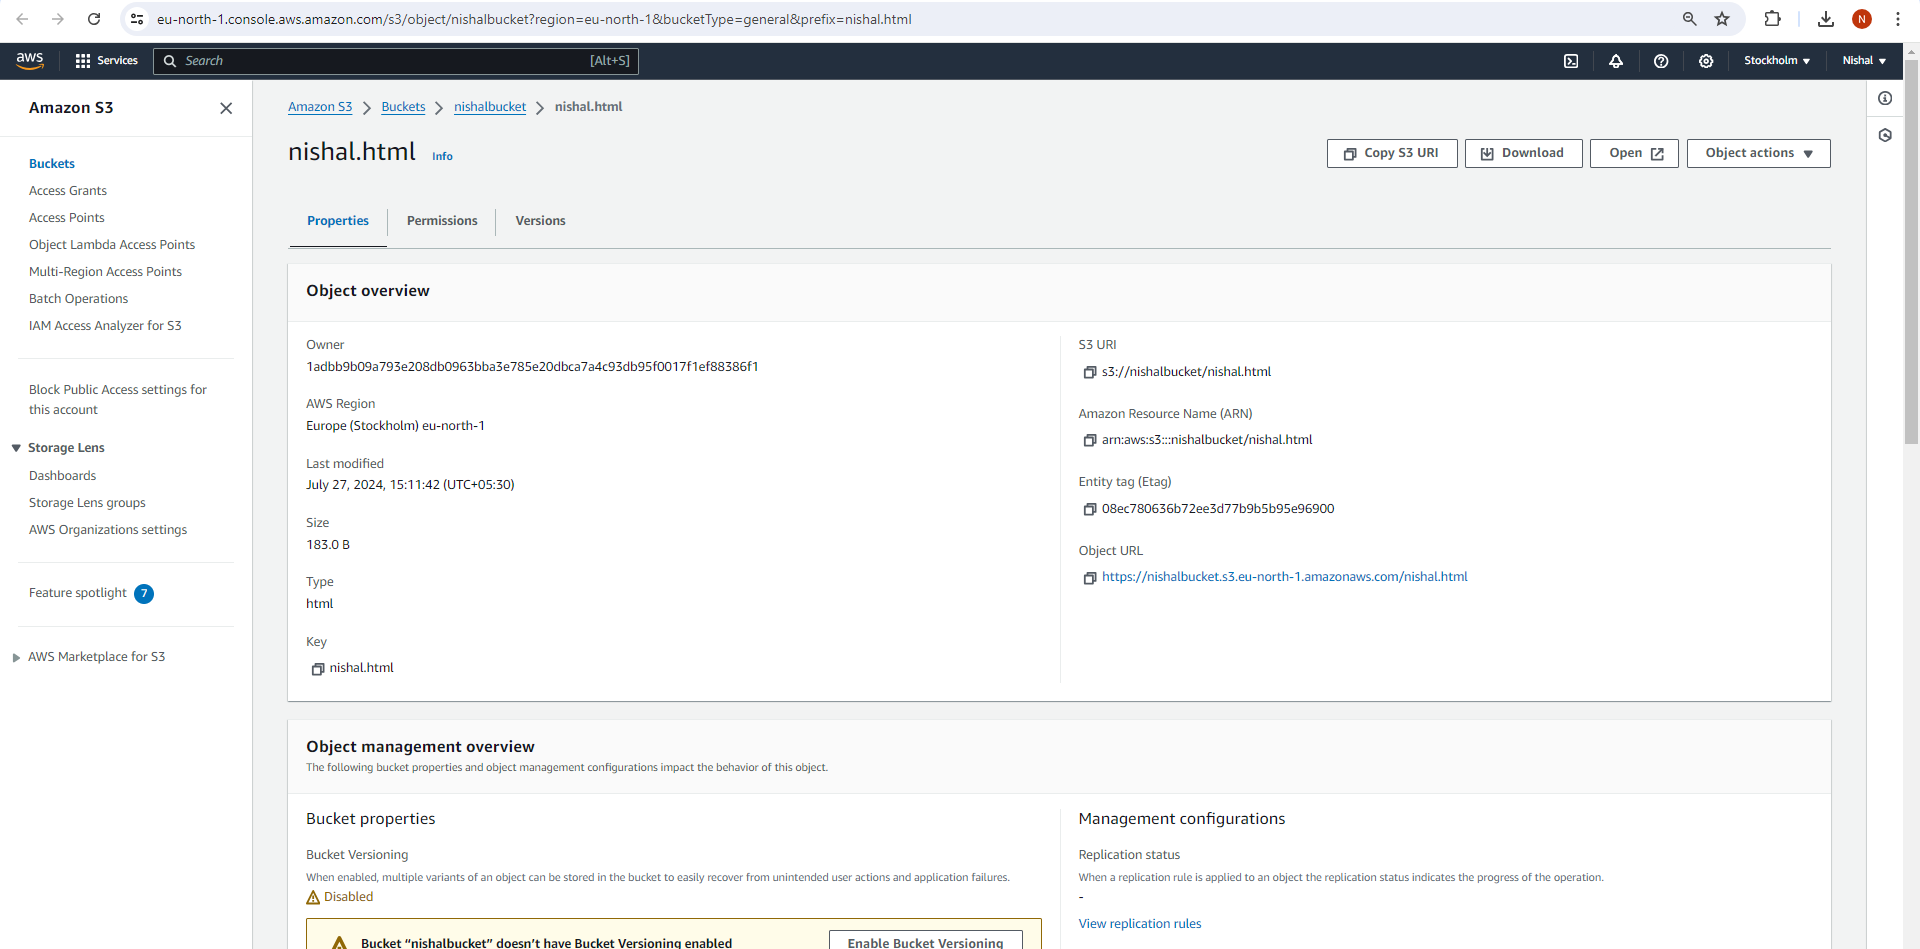 eu-north-1.console.aws.amazon.com/s3/object/nishalbucket?region=eu-north-1&bucketType=general&prefix=nishal.html
N
aws
Services
Search
[Alt+S]
Stockholm
Nishal
Amazon S3
Buckets
Access Grants
Access Points
Object Lambda Access Points
Multi-Region Access Points
Batch Operations
IAM Access Analyzer for S3
Block Public Access settings for
this account
Storage Lens
Dashboards
Storage Lens groups
AWS Organizations settings
Feature spotlight 7
AWS Marketplace for S3
Amazon S3 > Buckets > nishalbucket > nishal.html
nishal.html Info
Copy S3 URI
Download
Open
Object actions
Properties
Permissions
Versions
Object overview
Owner
1adbb9b09a793e208db0963bba3e785e20dbca7a4c93db95f0017f1ef88386f1
AWS Region
Europe (Stockholm) eu-north-1
Last modified
July 27, 2024, 15:11:42 (UTC+05:30)
Size
183.0 B
Type
html
Key
nishal.html
S3 URI
s3://nishalbucket/nishal.html
Amazon Resource Name (ARN)
arn:aws:s3:::nishalbucket/nishal.html
Entity tag (Etag)
08ec780636b72ee3d77b9b5b95e96900
Object URL
https://nishalbucket.s3.eu-north-1.amazonaws.com/nishal.html
Object management overview
The following bucket properties and object management configurations impact the behavior of this object.
Bucket properties
Bucket Versioning
When enabled, multiple variants of an object can be stored in the bucket to easily recover from unintended user actions and application failures.
Disabled
Bucket “nishalbucket” doesn’t have Bucket Versioning enabled
Enable Bucket Versioning
Management configurations
Replication status
When a replication rule is applied to an object the replication status indicates the progress of the operation.
-
View replication rules